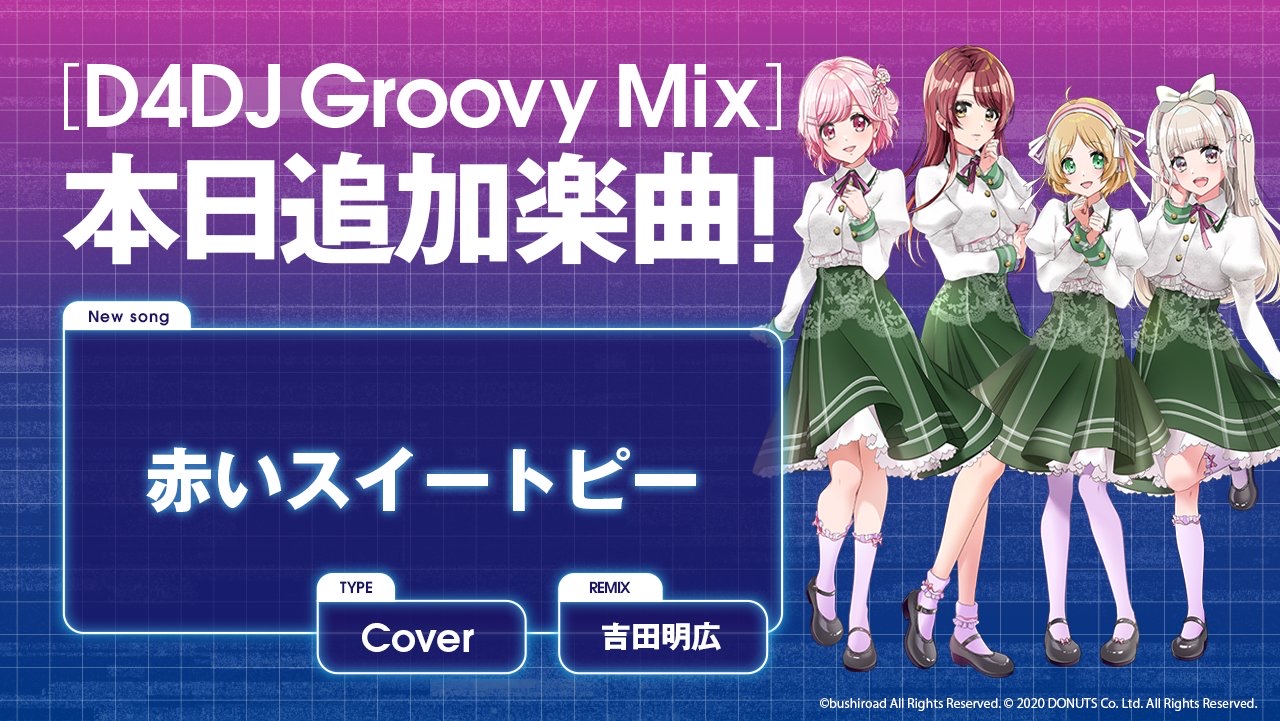 [D4DJ Groovy Mix]
本日追加楽曲!
New song
赤いスイートピー
TYPE
Cover
REMIX
吉田明広
©bushiroad All Rights Reserved. © 2020 DONUTS Co. Ltd. All Rights Reserved.